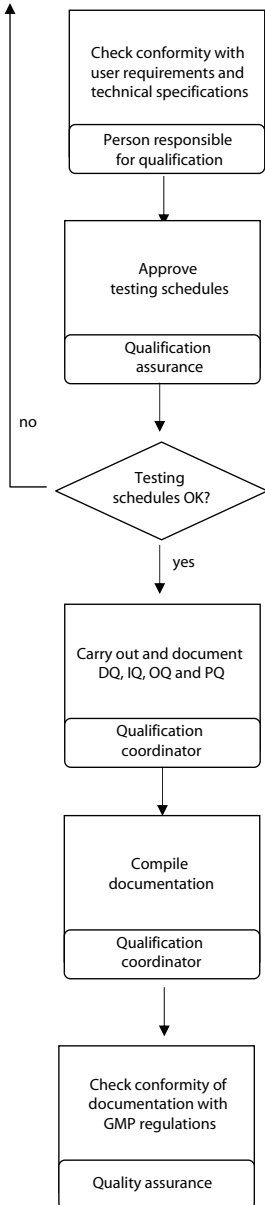 Check conformity with
user requirements and
technical specifications
Person responsible
for qualification
Approve
testing schedules
Qualification
assurance
no
Testing
schedules OK?
yes
Carry out and document
DQ, IQ, OQ and PQ
Qualification
coordinator
Compile
documentation
Qualification
coordinator
Check conformity of
documentation with
GMP regulations
Quality assurance